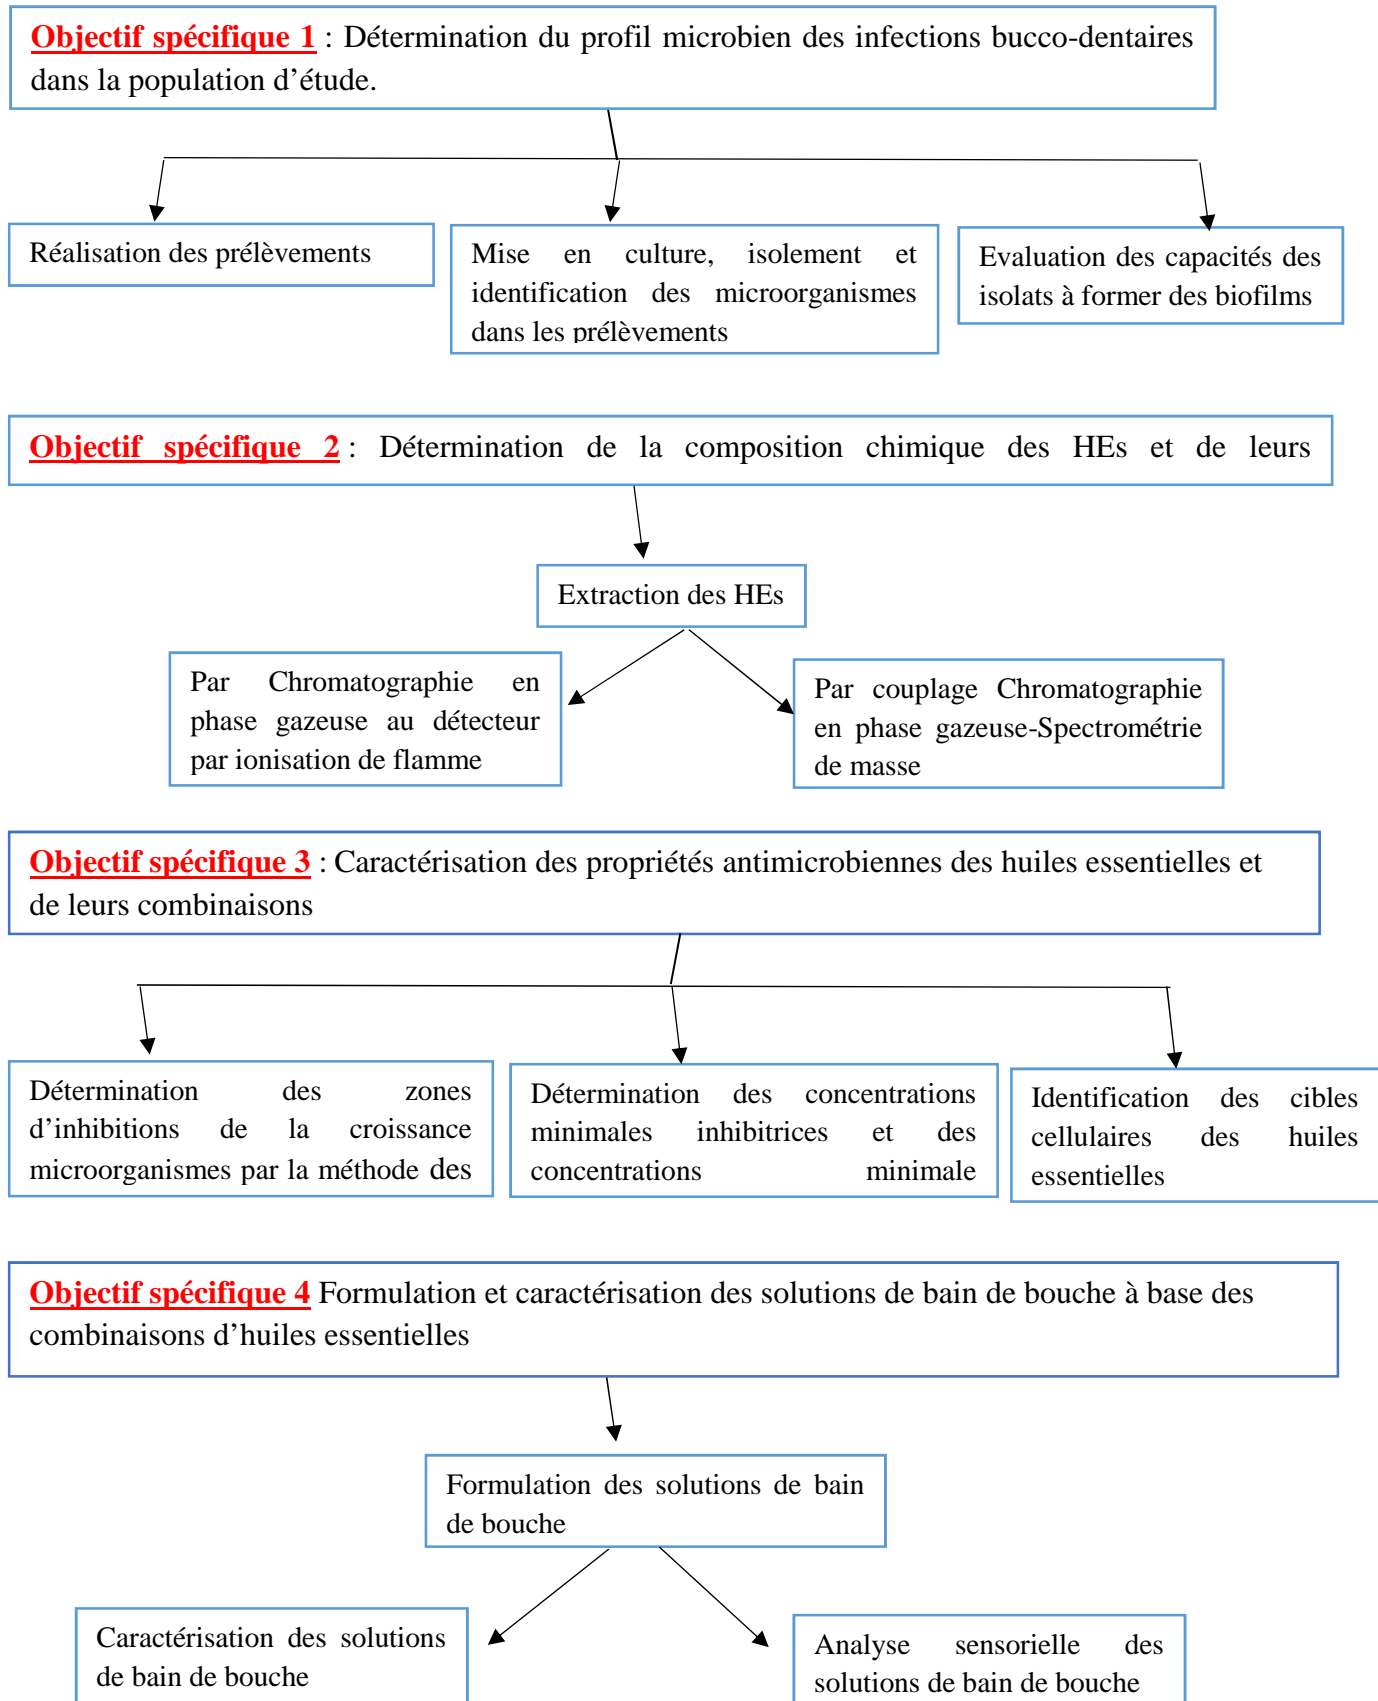 Objectif spécifique 1 : Détermination du profil microbien des infections bucco-dentaires
dans la population d’étude.
Réalisation des prélèvements
Mise en culture, isolement et
identification des microorganismes
dans les prélèvements
Evaluation des capacités des
isolats à former des biofilms
Objectif spécifique 2 : Détermination de la composition chimique des HEs et de leurs
Extraction des HEs
Par Chromatographie en
phase gazeuse au détecteur
par ionisation de flamme
Par couplage Chromatographie
en phase gazeuse-Spectrométrie
de masse
Objectif spécifique 3 : Caractérisation des propriétés antimicrobiennes des huiles essentielles et
de leurs combinaisons
Détermination des zones
d’inhibitions de la croissance
microorganismes par la méthode des
Détermination des concentrations
minimales inhibitrices et des
concentrations minimale
Identification des cibles
cellulaires des huiles
essentielles
Objectif spécifique 4 Formulation et caractérisation des solutions de bain de bouche à base des
combinaisons d’huiles essentielles
Formulation des solutions de bain
de bouche
Caractérisation des solutions
de bain de bouche
Analyse sensorielle des
solutions de bain de bouche